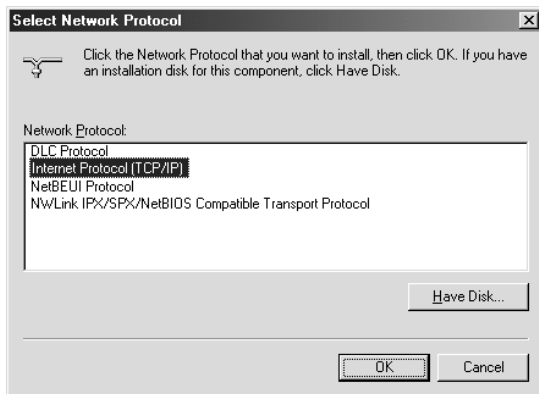 Select Network Protocol
Click the Network Protocol that you want to install, then click OK. If you have
an installation disk for this component, click Have Disk.
Network Protocol:
DLC Protocol
Internet Protocol (TCP/IP)
NetBEUI Protocol
NWLink IPX/SPX/NetBIOS Compatible Transport Protocol
Have Disk...
OK
Cancel